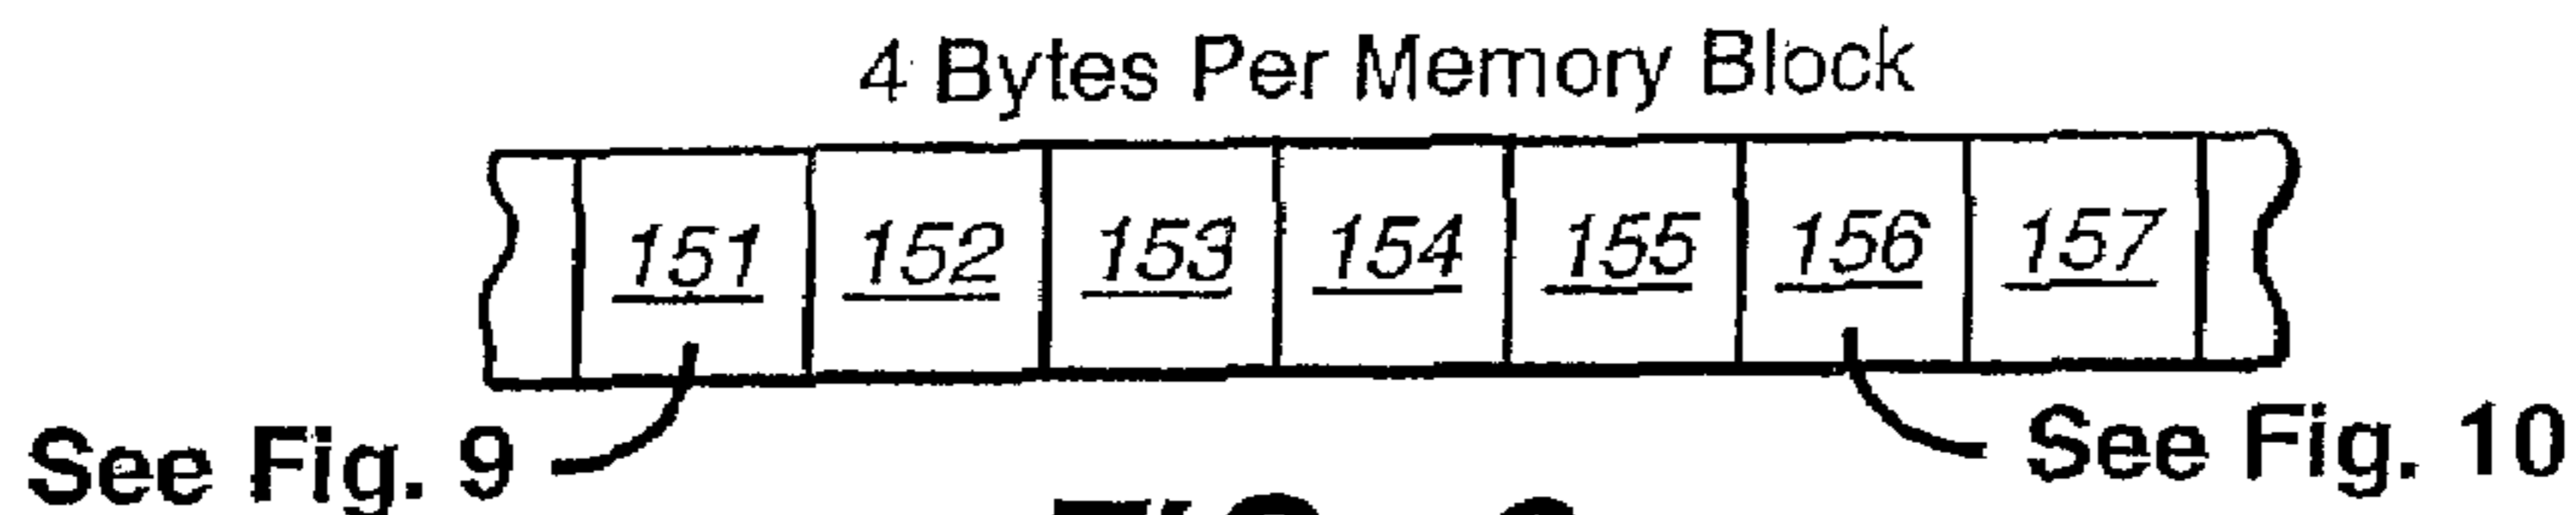 4 Bytes Per Memory Block
151 152 153 154 155 156 157
See Fig. 9
See Fig. 10